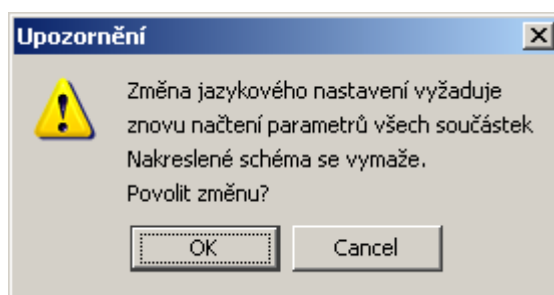 Upozornění
Změna jazykového nastavení vyžaduje
znovu načtení parametrů všech součástek
Nakreslené schéma se vymaže.
Povolit změnu?
OK
Cancel